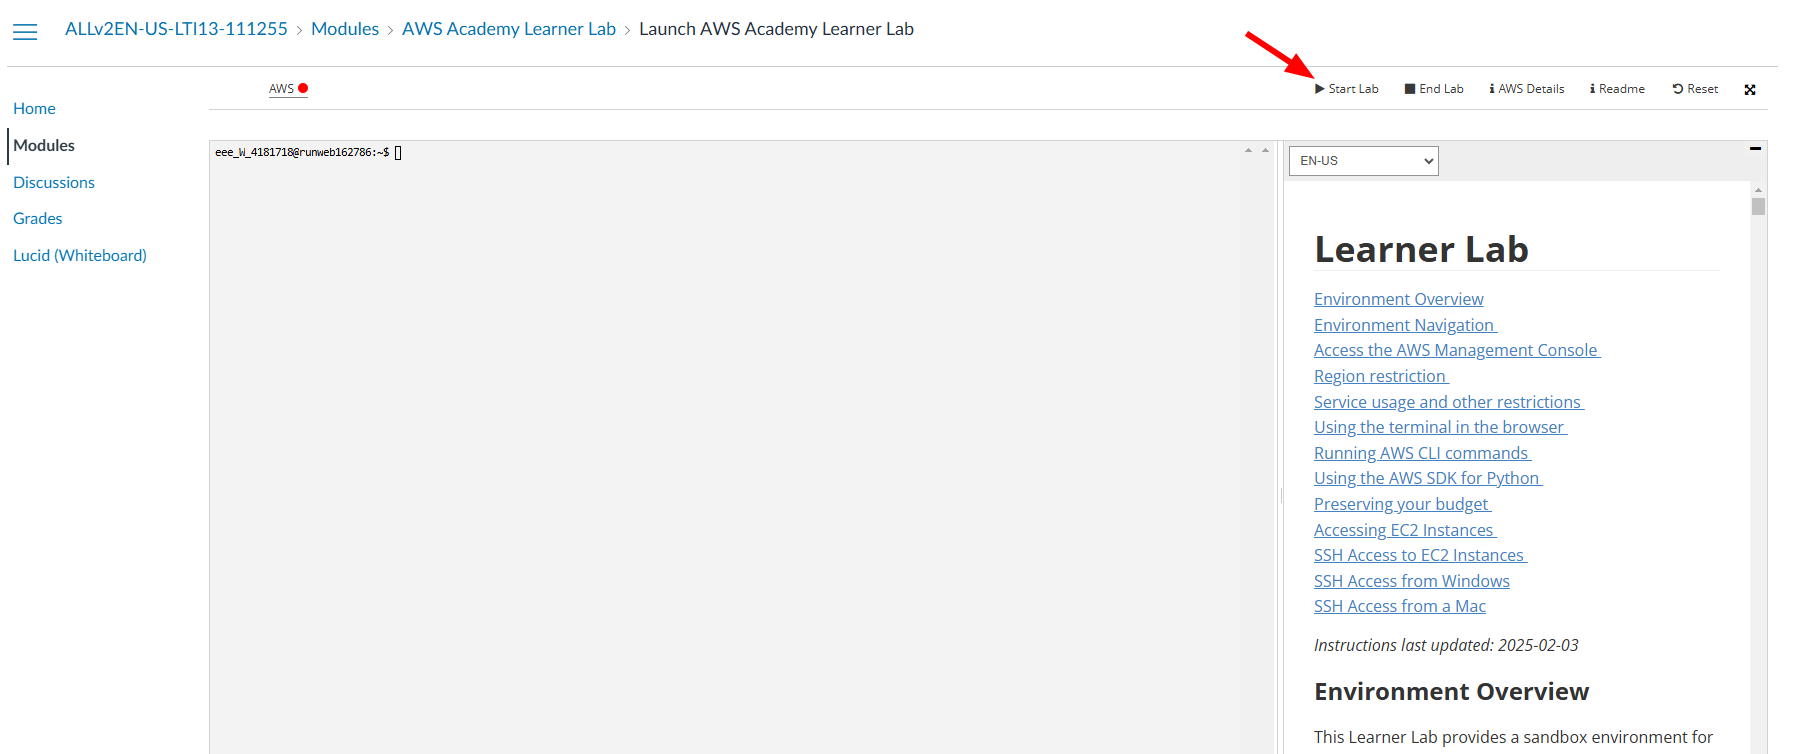 ALLv2EN-US-LTI13-111255 › Modules › AWS Academy Learner Lab › Launch AWS Academy Learner Lab
AWS
Start Lab
End Lab
AWS Details
Readme
Reset
Home
Modules
Discussions
Grades
Lucid (Whiteboard)
eee_W_4181718@runweb162786:~$
EN-US
Learner Lab
Environment Overview
Environment Navigation
Access the AWS Management Console
Region restriction
Service usage and other restrictions
Using the terminal in the browser
Running AWS CLI commands
Using the AWS SDK for Python
Preserving your budget
Accessing EC2 Instances
SSH Access to EC2 Instances
SSH Access from Windows
SSH Access from a Mac
Instructions last updated: 2025-02-03
Environment Overview
This Learner Lab provides a sandbox environment for